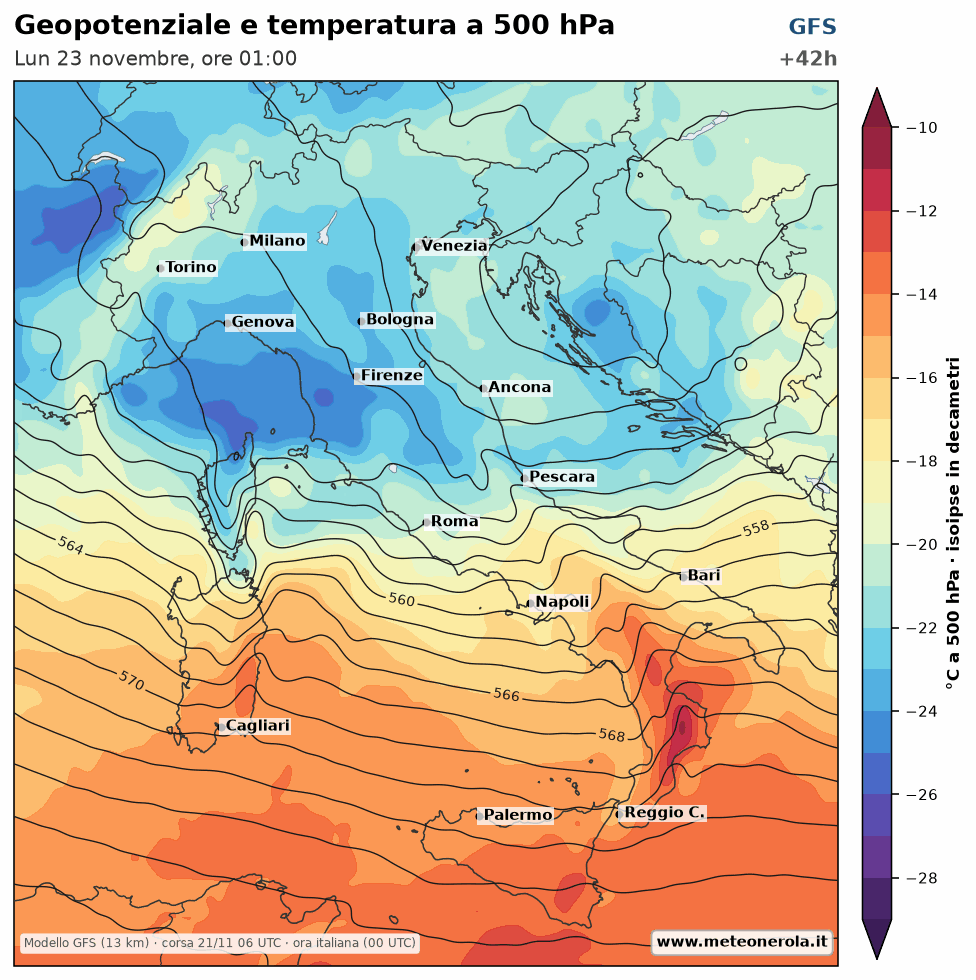 Geopotenziale e temperatura a 500 hPa
GFS
Lun 23 novembre, ore 01:00
+42h
Milano
Venezia
Torino
Genova
Bologna
Firenze
Ancona
Pescara
Roma
558
564
Bari
560
Napoli
570
566
Cagliari
568
Palermo
Reggio C.
Modello GFS (13 km) · corsa 21/11 06 UTC · ora italiana (00 UTC)
www.meteonerola.it
−10
−12
−14
−16
−18
−20
−22
−24
−26
−28
°C a 500 hPa · isoipse in decametri